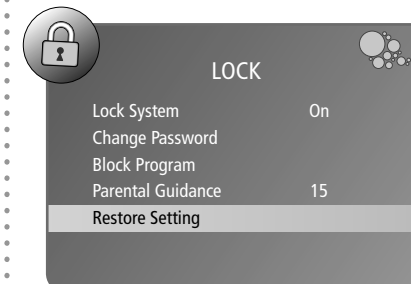 LOCK
Lock System On
Change Password
Block Program
Parental Guidance 15
Restore Setting